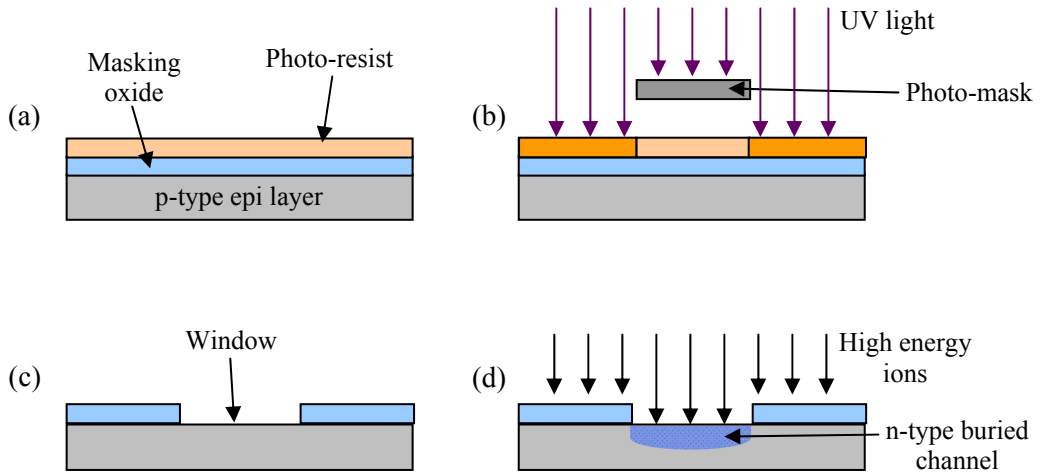 (a)
Masking
oxide
Photo-resist
p-type epi layer
(b)
UV light
Photo-mask
(c)
Window
(d)
High energy
ions
n-type buried
channel